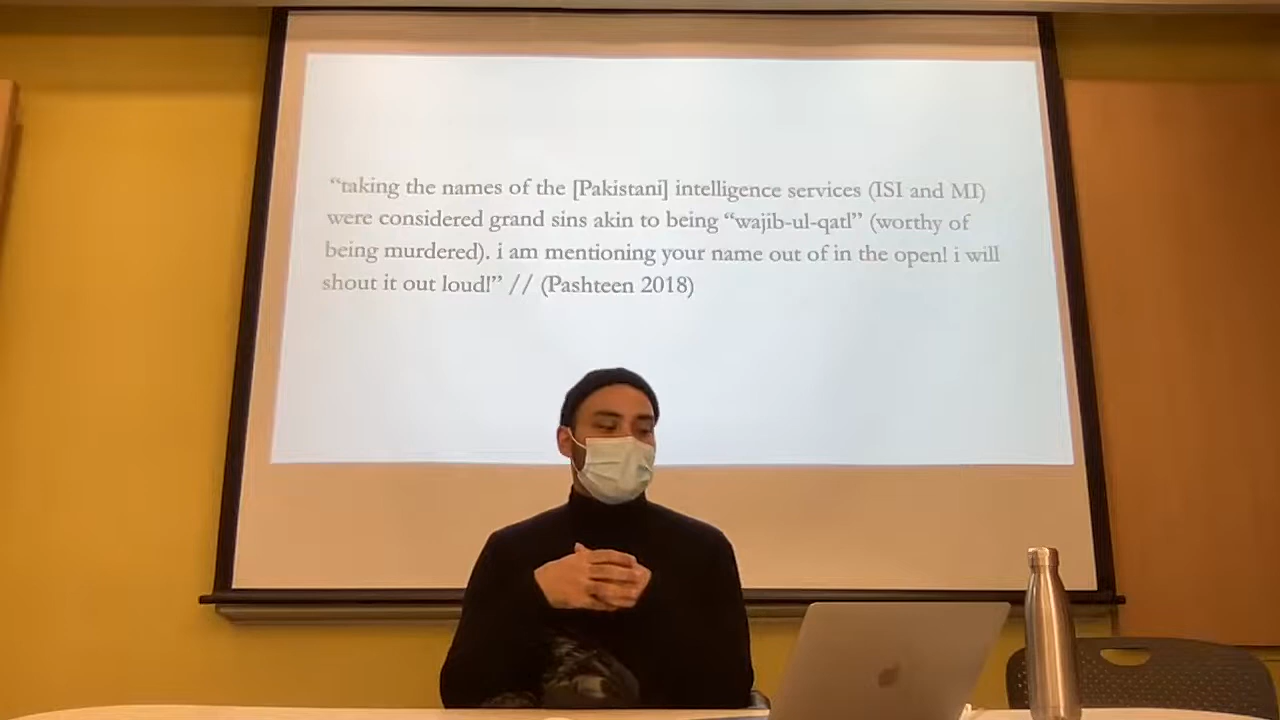 “taking the names of the [Pakistani] intelligence services (ISI and MI)
were considered grand sins akin to being “wajib-ul-qatl” (worthy of
being murdered). i am mentioning your name out of in the open! i will
shout it out loud!” // (Pashteen 2018)